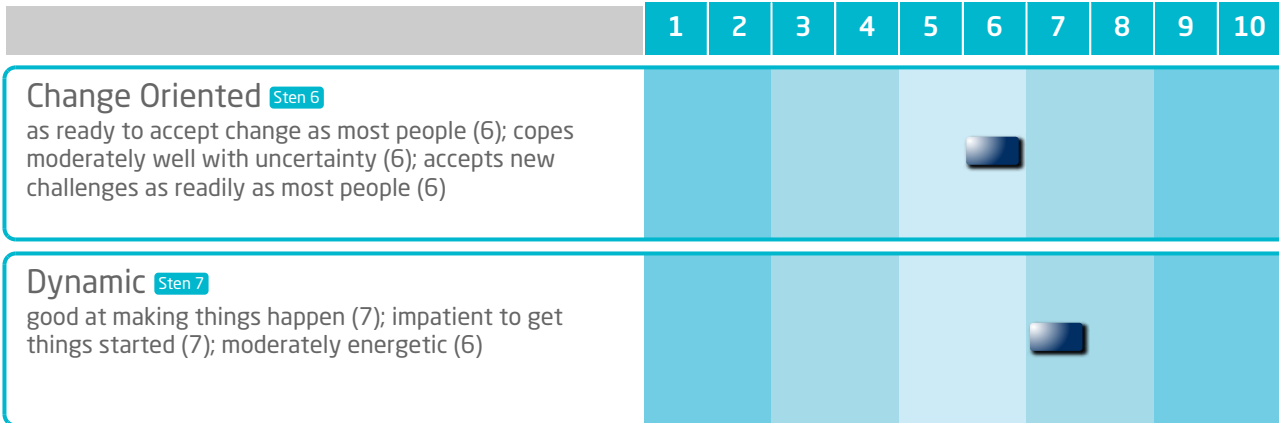 1 2 3 4 5 6 7 8 9 10
Change Oriented Sten 6
as ready to accept change as most people (6); copes
moderately well with uncertainty (6); accepts new
challenges as readily as most people (6)
Dynamic Sten 7
good at making things happen (7); impatient to get
things started (7); moderately energetic (6)